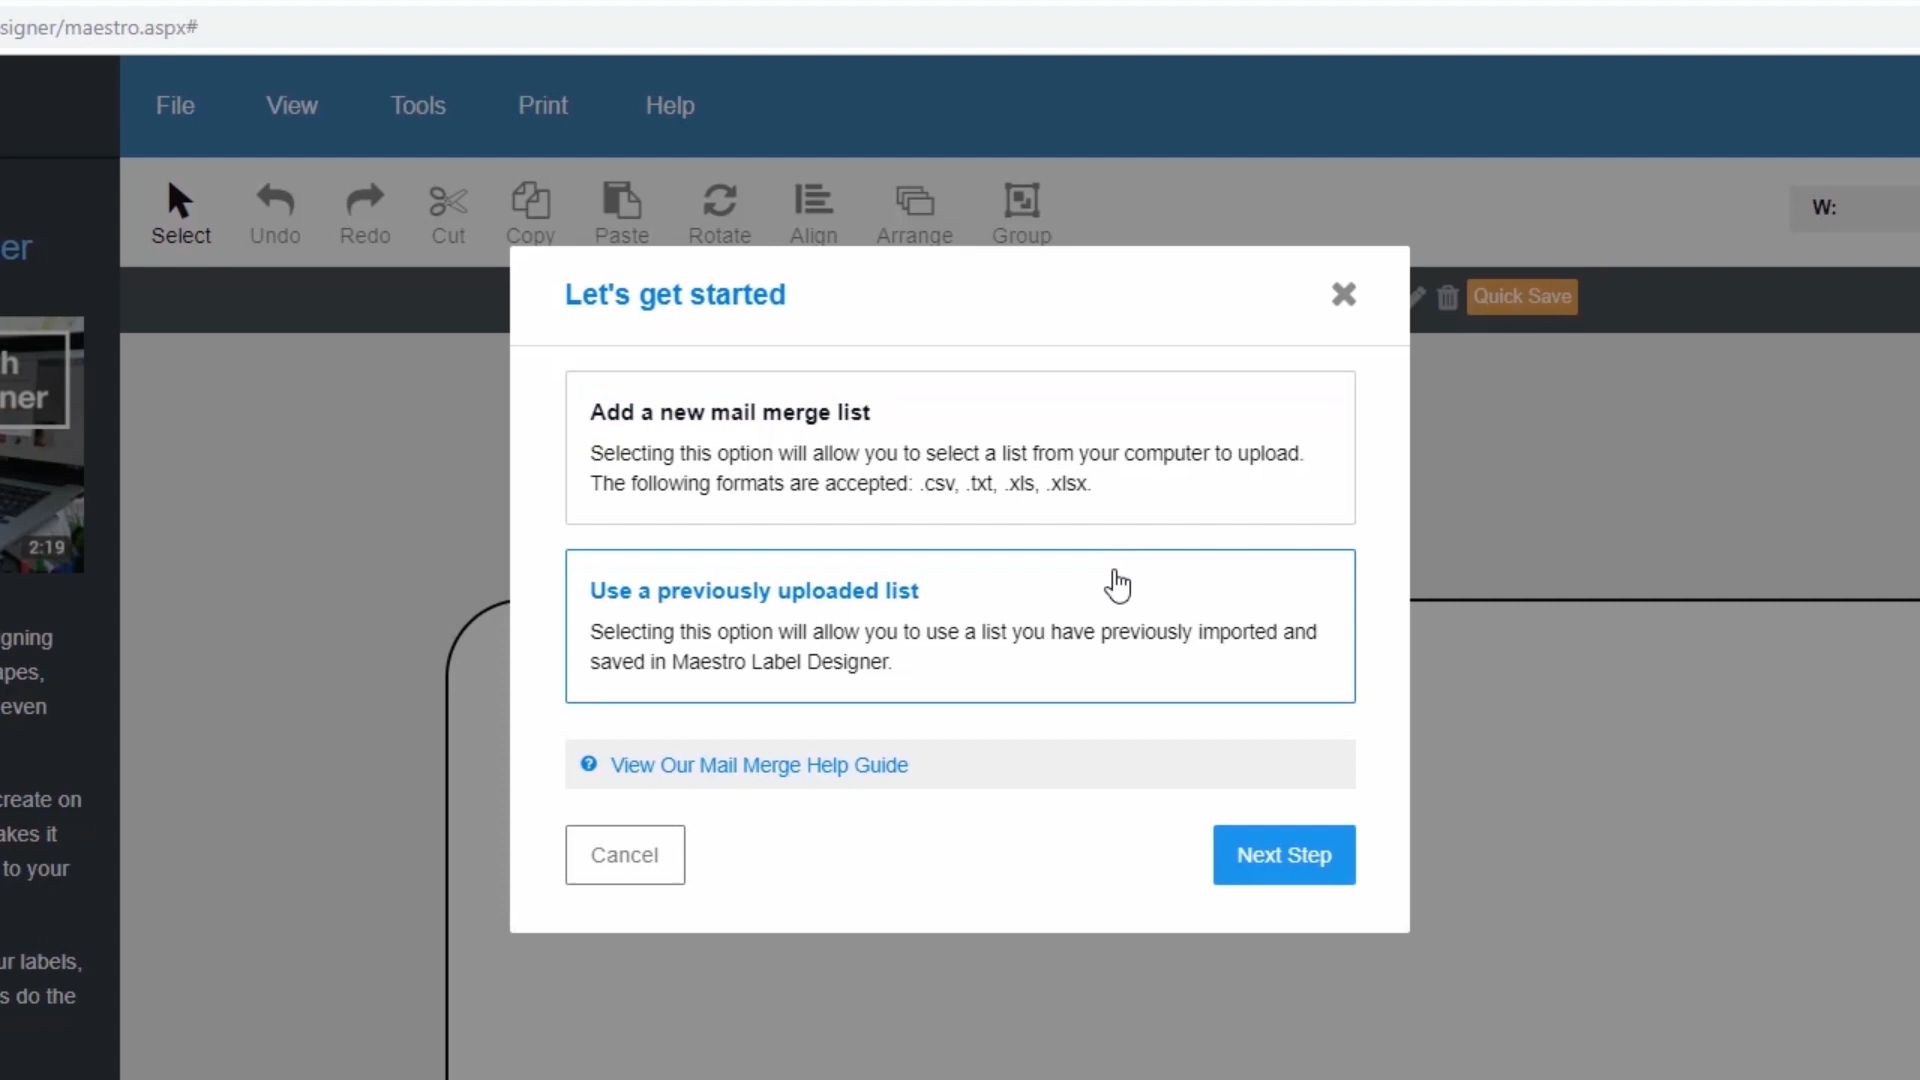 signer/maestro.aspx#
File View Tools Print Help
Select Undo Redo Cut Copy Paste Rotate Align Arrange Group
W:
er
Quick Save
h
ner
2:19
gning
apes,
even
create on
akes it
to your
ur labels,
s do the
Let's get started
Add a new mail merge list
Selecting this option will allow you to select a list from your computer to upload.
The following formats are accepted: .csv, .txt, .xls, .xlsx.
Use a previously uploaded list
Selecting this option will allow you to use a list you have previously imported and
saved in Maestro Label Designer.
View Our Mail Merge Help Guide
Cancel
Next Step